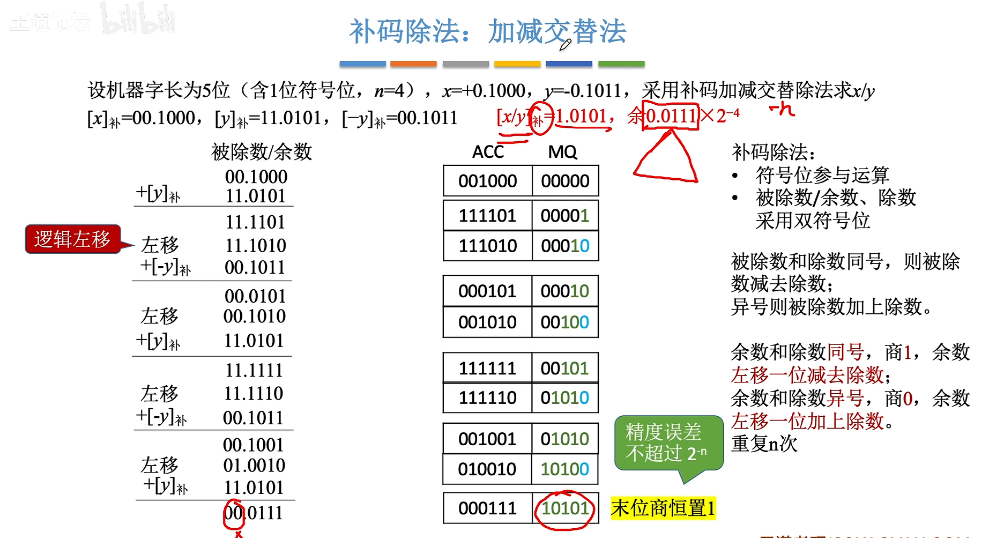 bilibili
补码除法：加减交替法
设机器字长为5位（含1位符号位，n=4），x=+0.1000，y=-0.1011，采用补码加减交替除法求x/y
[x]补=00.1000，[y]补=11.0101，[−y]补=00.1011
[x/y]补=1.0101，余0.0111×2⁻⁴
-n
被除数/余数
00.1000
+[y]补 11.0101
11.1101
逻辑左移
左移 11.1010
+[-y]补 00.1011
00.0101
左移 00.1010
+[y]补 11.0101
11.1111
左移 11.1110
+[-y]补 00.1011
00.1001
左移 01.0010
+[y]补 11.0101
00.0111
ACC MQ
001000 00000
111101 00001
111010 00010
000101 00010
001010 00100
111111 00101
111110 01010
001001 01010
010010 10100
000111 10101
末位商恒置1
精度误差
不超过 2⁻ⁿ
补码除法：
• 符号位参与运算
• 被除数/余数、除数
采用双符号位
被除数和除数同号，则被除
数减去除数；
异号则被除数加上除数。
余数和除数同号，商1，余数
左移一位减去除数；
余数和除数异号，商0，余数
左移一位加上除数。
重复n次